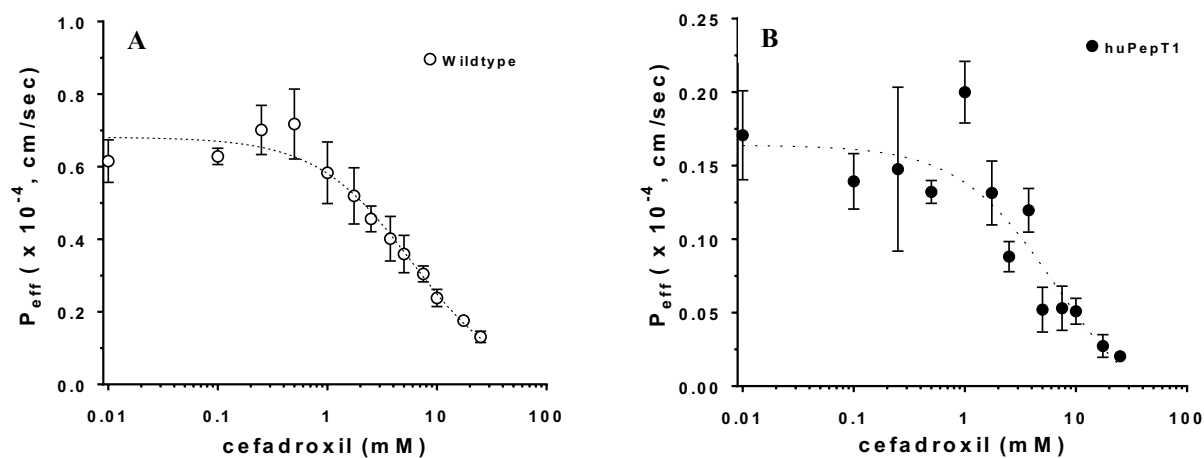 A
Wildtype
1.0
0.8
0.6
0.4
0.2
0.0
P_eff ( x 10^-4, cm/sec)
0.01 0.1 1 10 100
cefadroxil (mM)
B
huPepT1
0.25
0.20
0.15
0.10
0.05
0.00
P_eff ( x 10^-4, cm/sec)
0.01 0.1 1 10 100
cefadroxil (mM)